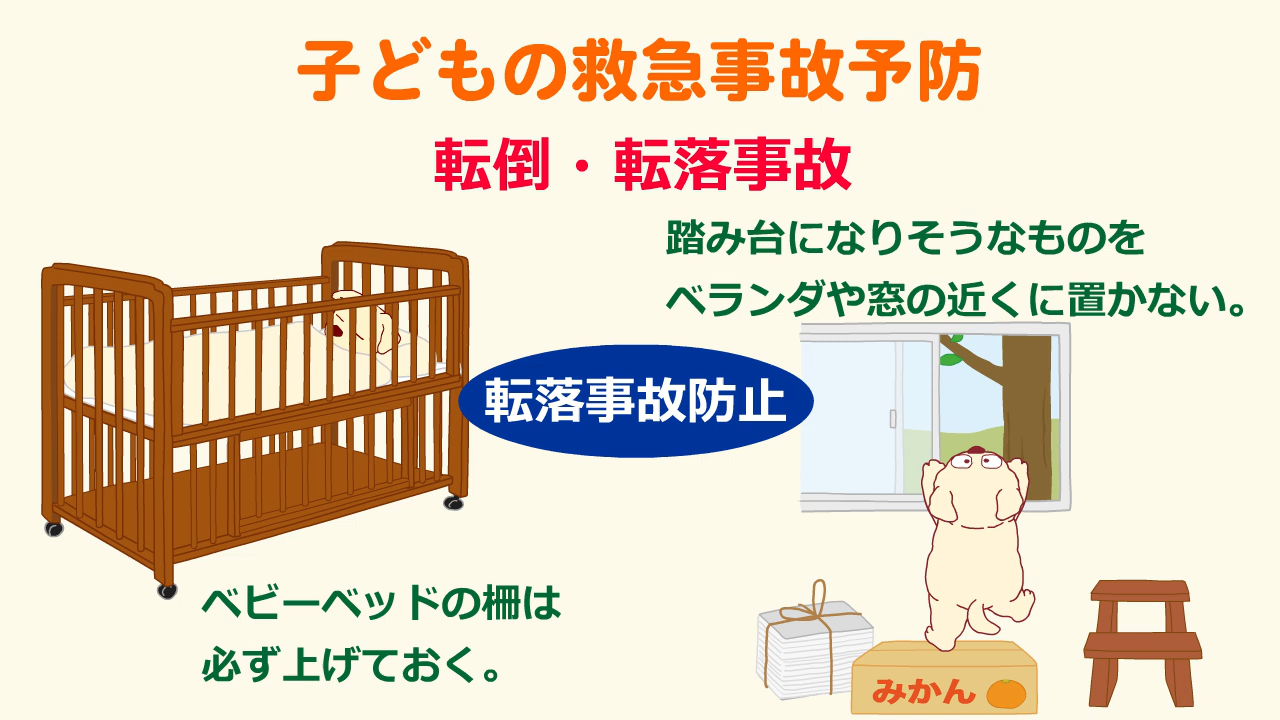 子どもの救急事故予防
転倒・転落事故
踏み台になりそうなものを
ベランダや窓の近くに置かない。
転落事故防止
ベビーベッドの柵は
必ず上げておく。
みかん